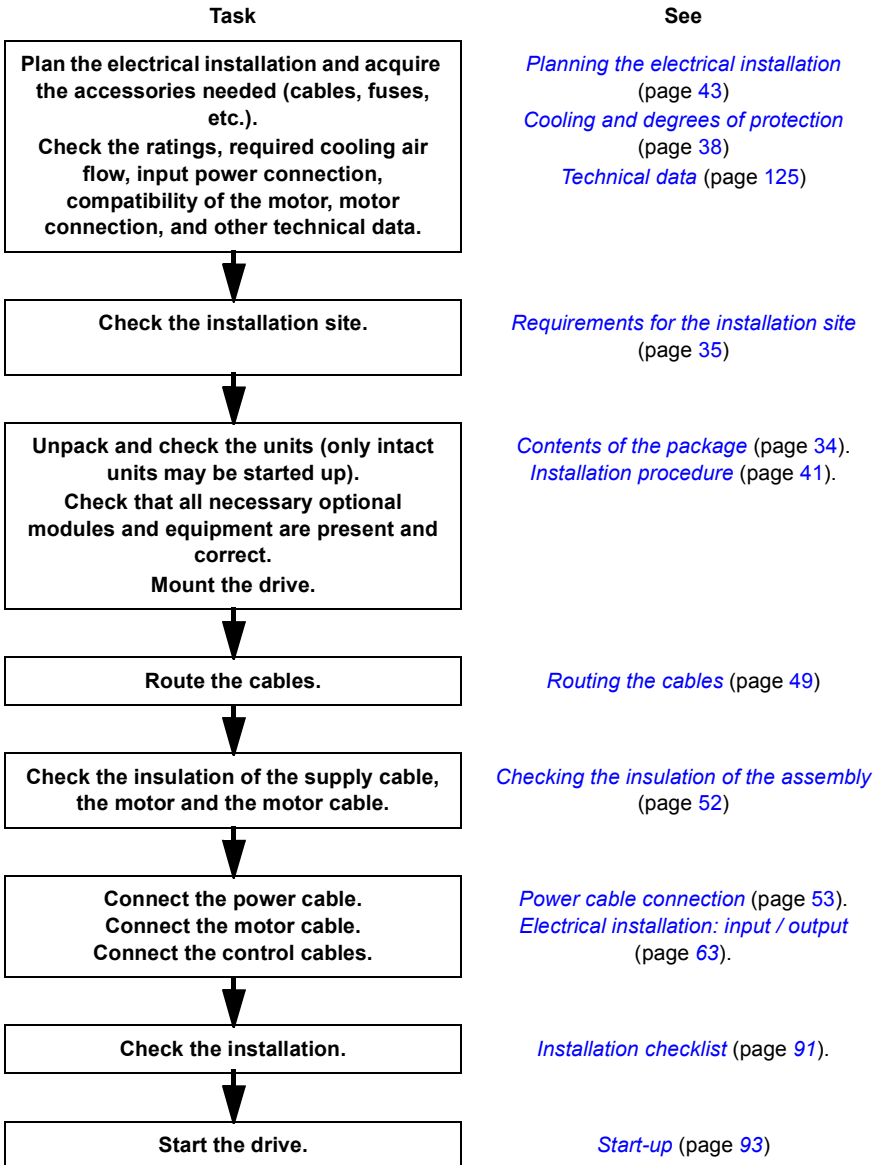 Task
See
Plan the electrical installation and acquire
the accessories needed (cables, fuses,
etc.).
Check the ratings, required cooling air
flow, input power connection,
compatibility of the motor, motor
connection, and other technical data.
Planning the electrical installation
(page 43)
Cooling and degrees of protection
(page 38)
Technical data (page 125)
Check the installation site.
Requirements for the installation site
(page 35)
Unpack and check the units (only intact
units may be started up).
Check that all necessary optional
modules and equipment are present and
correct.
Mount the drive.
Contents of the package (page 34).
Installation procedure (page 41).
Route the cables.
Routing the cables (page 49)
Check the insulation of the supply cable,
the motor and the motor cable.
Checking the insulation of the assembly
(page 52)
Connect the power cable.
Connect the motor cable.
Connect the control cables.
Power cable connection (page 53).
Electrical installation: input / output
(page 63).
Check the installation.
Installation checklist (page 91).
Start the drive.
Start-up (page 93)